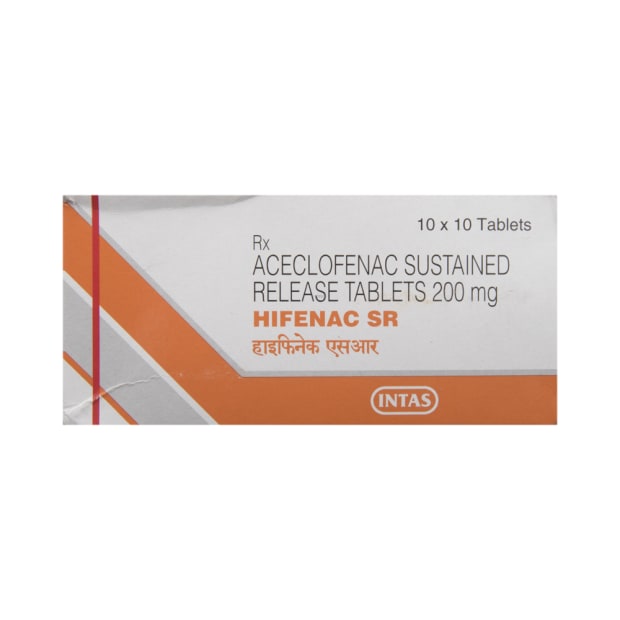 10 x 10 Tablets
Rx
ACECLOFENAC SUSTAINED
RELEASE TABLETS 200 mg
HIFENAC SR
हाइफिनेक एसआर
INTAS